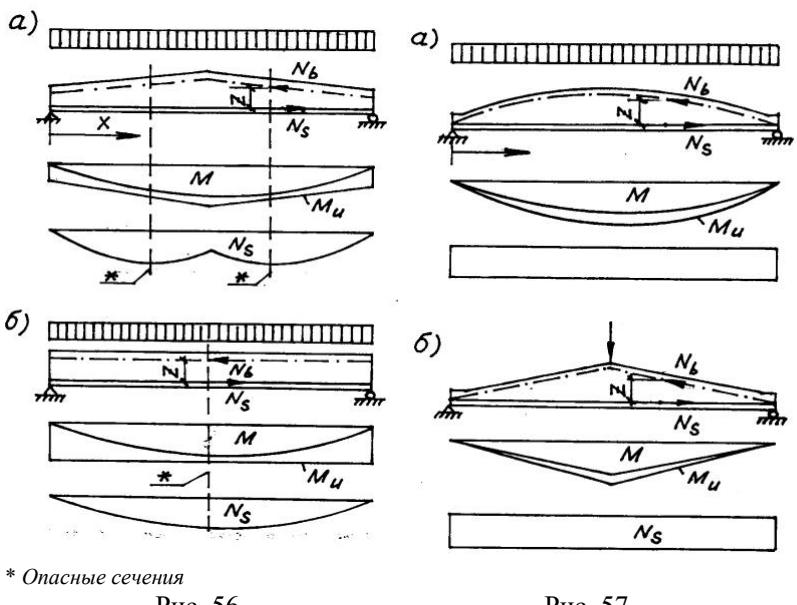 а)
N_b
Z
N_s
X
M
M_u
N_s
* *
б)
Z N_b
N_s
M
* M_u
N_s
* Опасные сечения
Рис. 56
а)
N_b
Z
N_s
M
M_u
б)
N_b
Z
N_s
M
M_u
N_s
Рис. 57